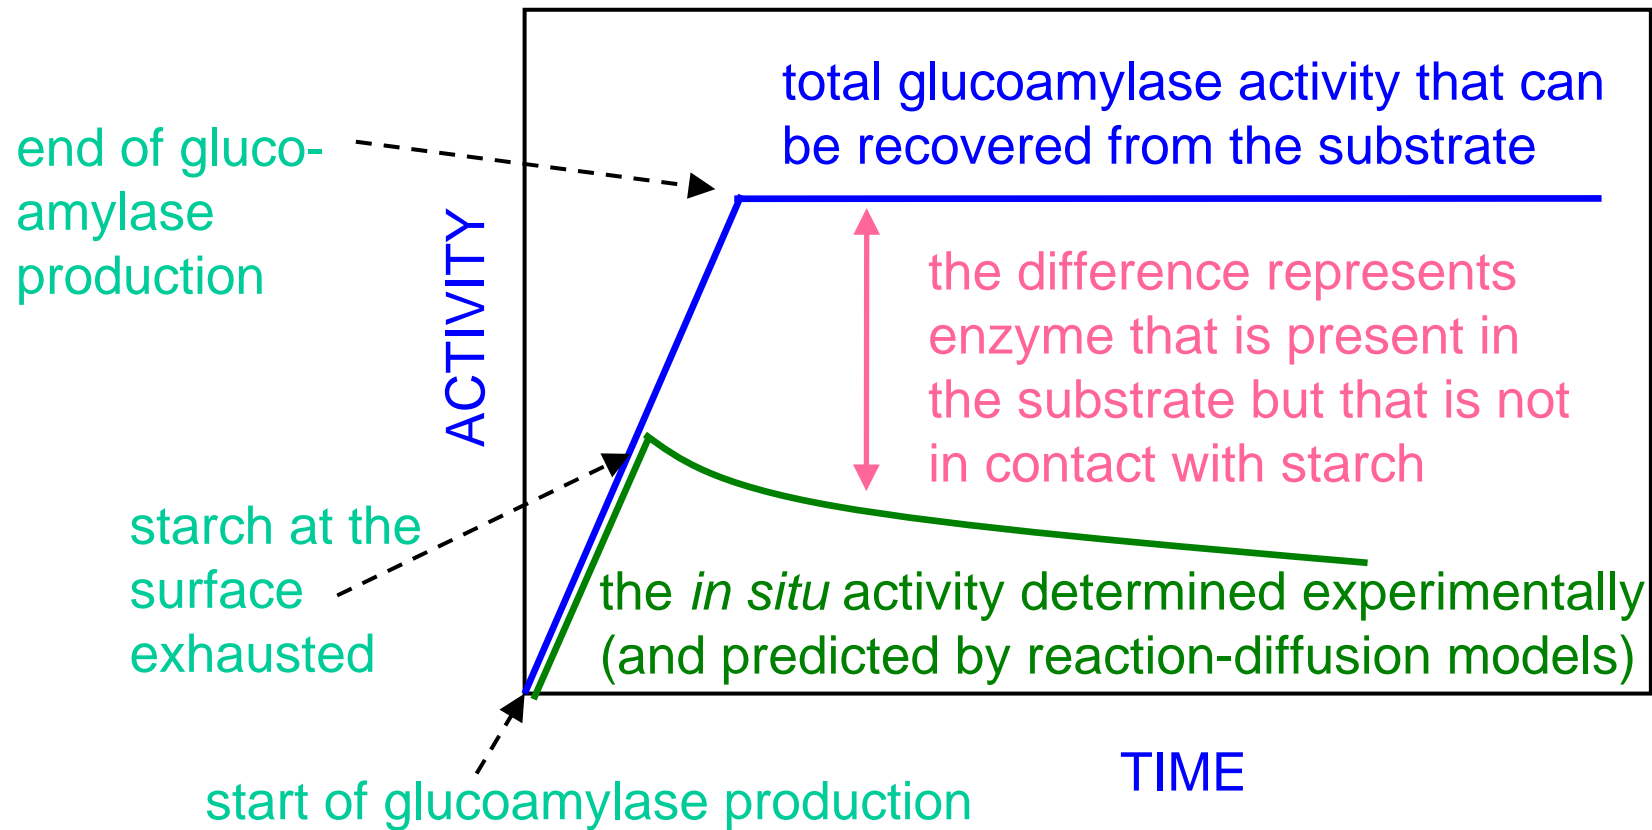 total glucoamylase activity that can
be recovered from the substrate
end of gluco-
amylase
production
ACTIVITY
the difference represents
enzyme that is present in
the substrate but that is not
in contact with starch
starch at the
surface
exhausted
the in situ activity determined experimentally
(and predicted by reaction-diffusion models)
TIME
start of glucoamylase production